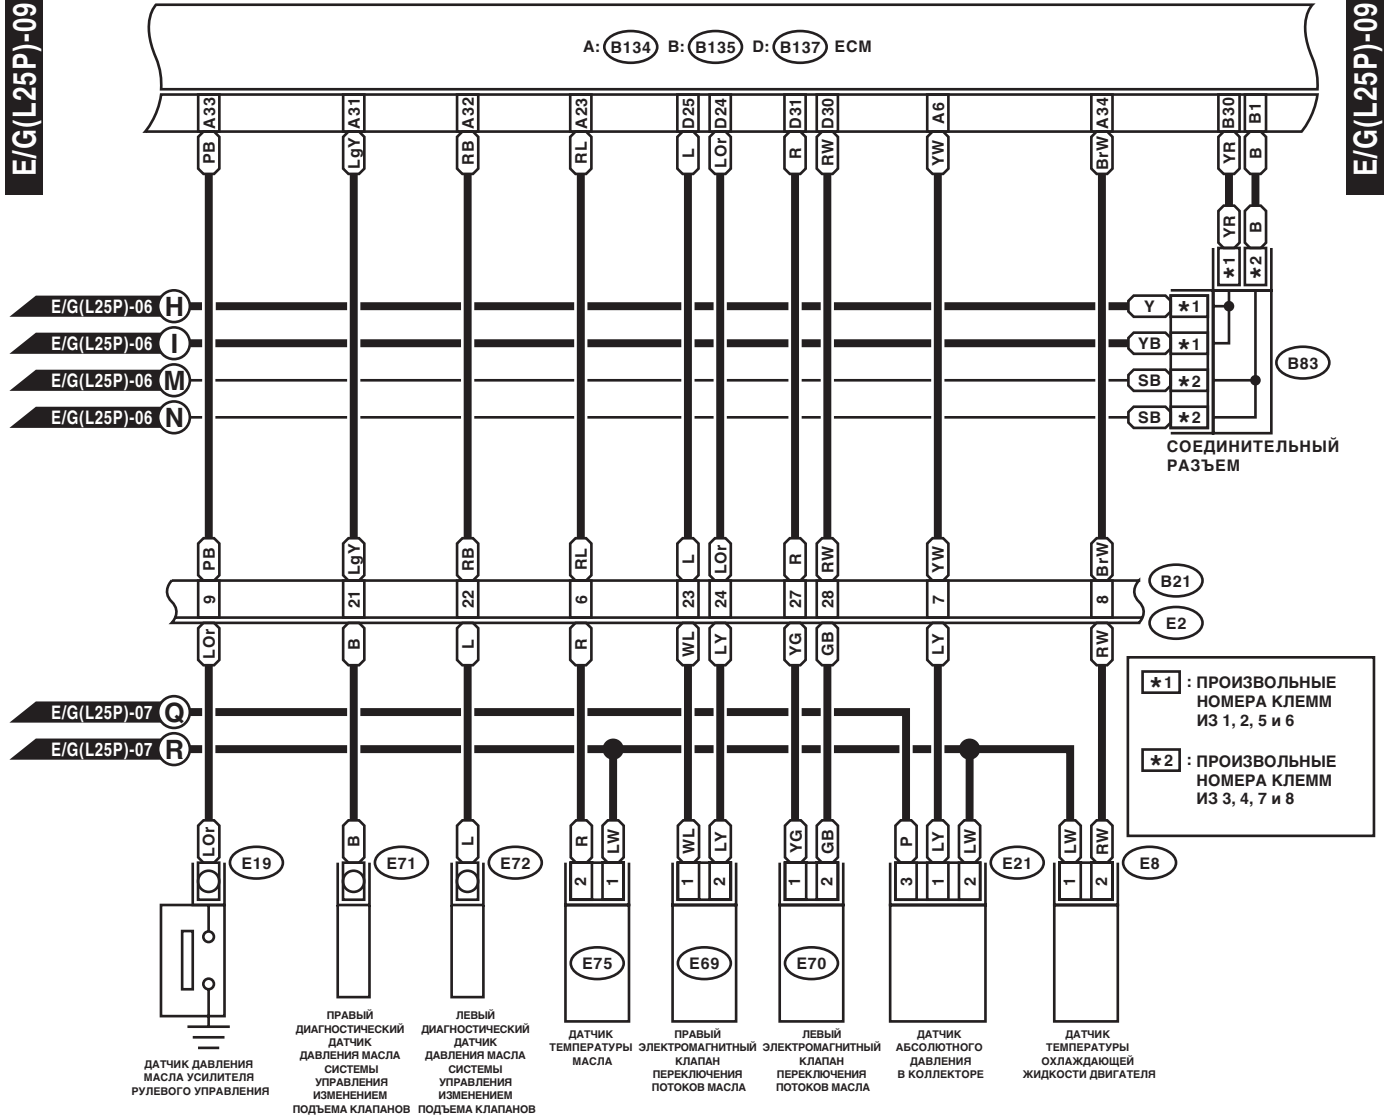 E/G(L25P)-09
E/G(L25P)-09
A: B134 B: B135 D: B137 ECM
A33 A31 A32 A23 D25 D24 D31 D30 A6 A34 B30 B1
PB LgY RB RL L LOr R RW YW BrW YR B
YR B
*1 *2
E/G(L25P)-06 H Y *1
E/G(L25P)-06 I YB *1
B83
E/G(L25P)-06 M SB *2
E/G(L25P)-06 N SB *2
СОЕДИНИТЕЛЬНЫЙ
РАЗЪЕМ
PB LgY RB RL L LOr R RW YW BrW
B21
9 21 22 6 23 24 27 28 7 8
E2
LOr B L R WL LY YG GB LY RW
*1 : ПРОИЗВОЛЬНЫЕ
НОМЕРА КЛЕММ
ИЗ 1, 2, 5 и 6
*2 : ПРОИЗВОЛЬНЫЕ
НОМЕРА КЛЕММ
ИЗ 3, 4, 7 и 8
E/G(L25P)-07 Q
E/G(L25P)-07 R
LOr B L R LW WL LY YG GB P LY LW LW RW
E19 E71 E72 E21 E8
2 1 1 2 1 2 3 1 2 1 2
E75 E69 E70
ДАТЧИК ДАВЛЕНИЯ
МАСЛА УСИЛИТЕЛЯ
РУЛЕВОГО УПРАВЛЕНИЯ
ПРАВЫЙ
ДИАГНОСТИЧЕСКИЙ
ДАТЧИК
ДАВЛЕНИЯ МАСЛА
СИСТЕМЫ
УПРАВЛЕНИЯ
ИЗМЕНЕНИЕМ
ПОДЪЕМА КЛАПАНОВ
ЛЕВЫЙ
ДИАГНОСТИЧЕСКИЙ
ДАТЧИК
ДАВЛЕНИЯ МАСЛА
СИСТЕМЫ
УПРАВЛЕНИЯ
ИЗМЕНЕНИЕМ
ПОДЪЕМА КЛАПАНОВ
ДАТЧИК
ТЕМПЕРАТУРЫ
МАСЛА
ПРАВЫЙ
ЭЛЕКТРОМАГНИТНЫЙ
КЛАПАН
ПЕРЕКЛЮЧЕНИЯ
ПОТОКОВ МАСЛА
ЛЕВЫЙ
ЭЛЕКТРОМАГНИТНЫЙ
КЛАПАН
ПЕРЕКЛЮЧЕНИЯ
ПОТОКОВ МАСЛА
ДАТЧИК
АБСОЛЮТНОГО
ДАВЛЕНИЯ
В КОЛЛЕКТОРЕ
ДАТЧИК
ТЕМПЕРАТУРЫ
ОХЛАЖДАЮЩЕЙ
ЖИДКОСТИ ДВИГАТЕЛЯ